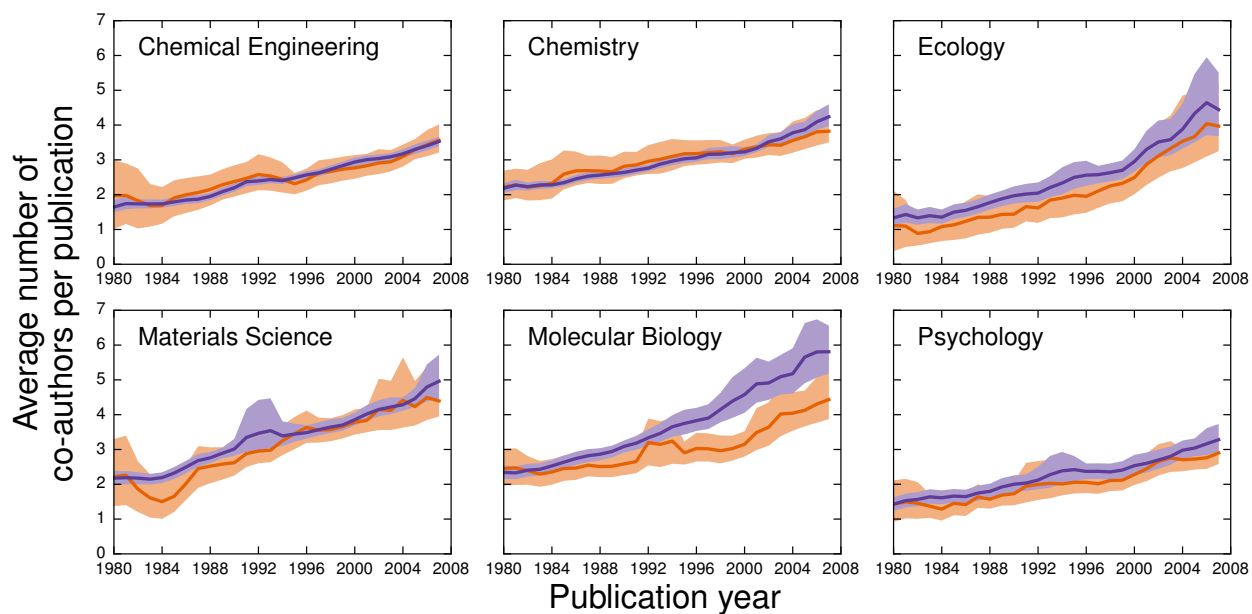 Average number of
co-authors per publication
7
6
5
4
3
2
1
0
Chemical Engineering
1980 1984 1988 1992 1996 2000 2004 2008
Chemistry
1980 1984 1988 1992 1996 2000 2004 2008
Ecology
1980 1984 1988 1992 1996 2000 2004 2008
7
6
5
4
3
2
1
0
Materials Science
1980 1984 1988 1992 1996 2000 2004 2008
Molecular Biology
1980 1984 1988 1992 1996 2000 2004 2008
Psychology
1980 1984 1988 1992 1996 2000 2004 2008
Publication year